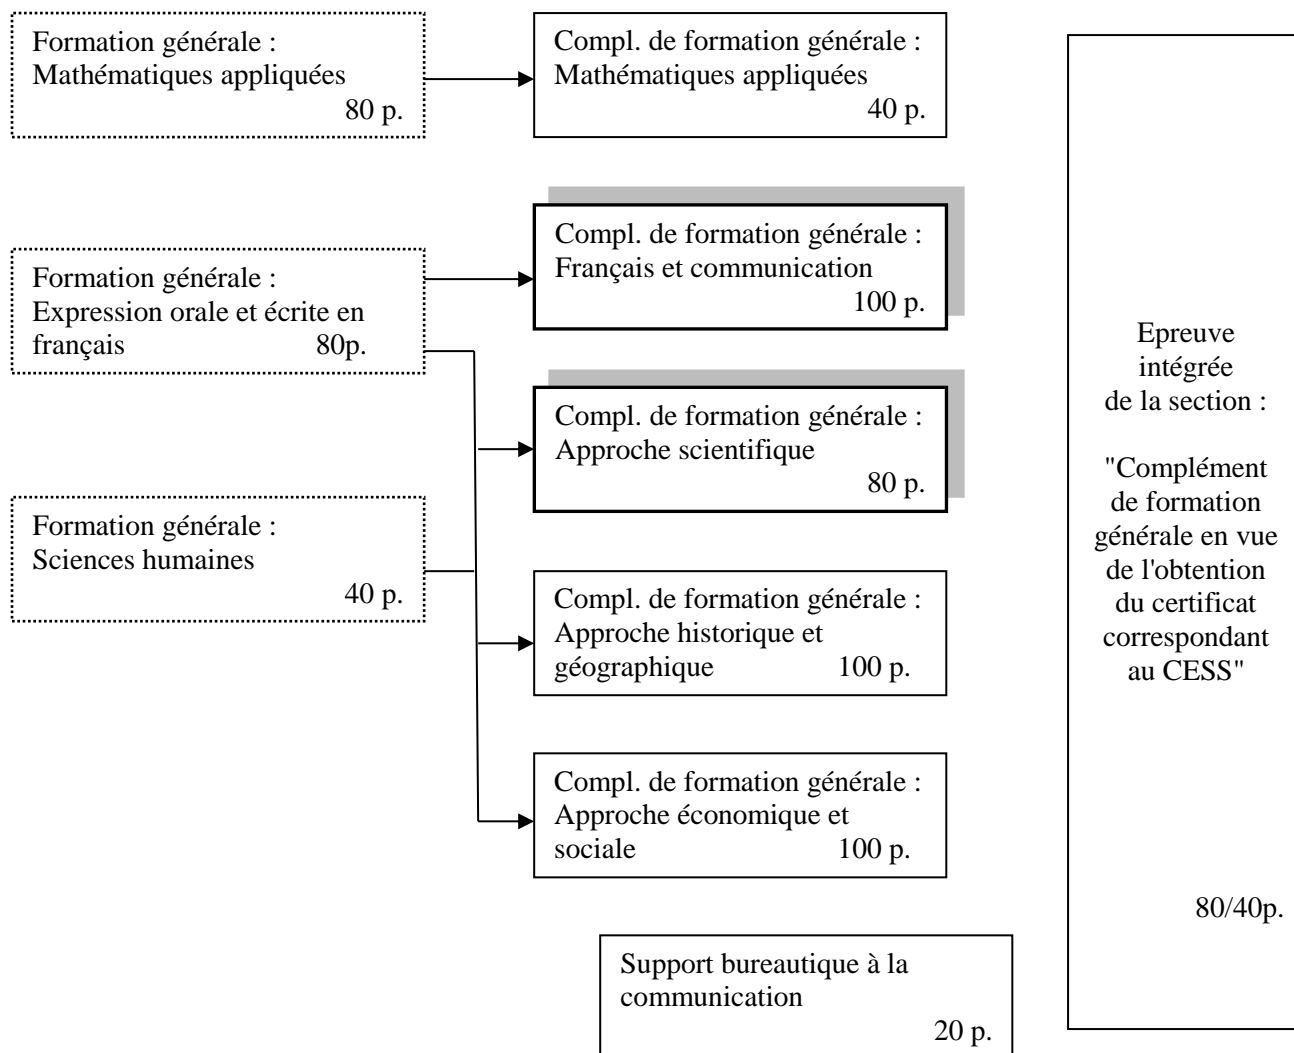 Formation générale :
Mathématiques appliquées
80 p.
Compl. de formation générale :
Mathématiques appliquées
40 p.
Formation générale :
Expression orale et écrite en
français 80p.
Compl. de formation générale :
Français et communication
100 p.
Compl. de formation générale :
Approche scientifique
80 p.
Formation générale :
Sciences humaines
40 p.
Compl. de formation générale :
Approche historique et
géographique 100 p.
Compl. de formation générale :
Approche économique et
sociale 100 p.
Support bureautique à la
communication
20 p.
Epreuve
intégrée
de la section :
"Complément
de formation
générale en vue
de l'obtention
du certificat
correspondant
au CESS"
80/40p.